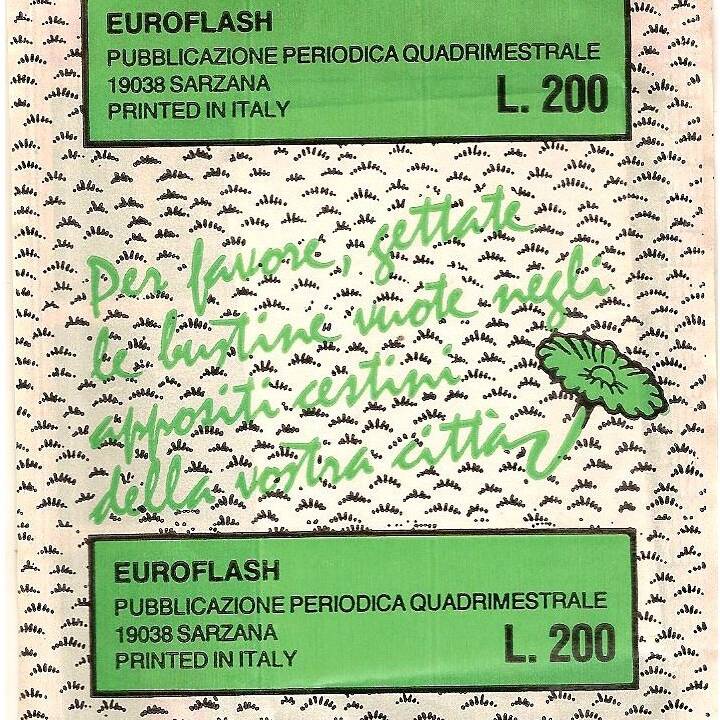 EUROFLASH
PUBBLICAZIONE PERIODICA QUADRIMESTRALE
19038 SARZANA
PRINTED IN ITALY L. 200
Per favore, gettate
le bustine vuote negli
appositi cestini
della vostra città
EUROFLASH
PUBBLICAZIONE PERIODICA QUADRIMESTRALE
19038 SARZANA
PRINTED IN ITALY L. 200